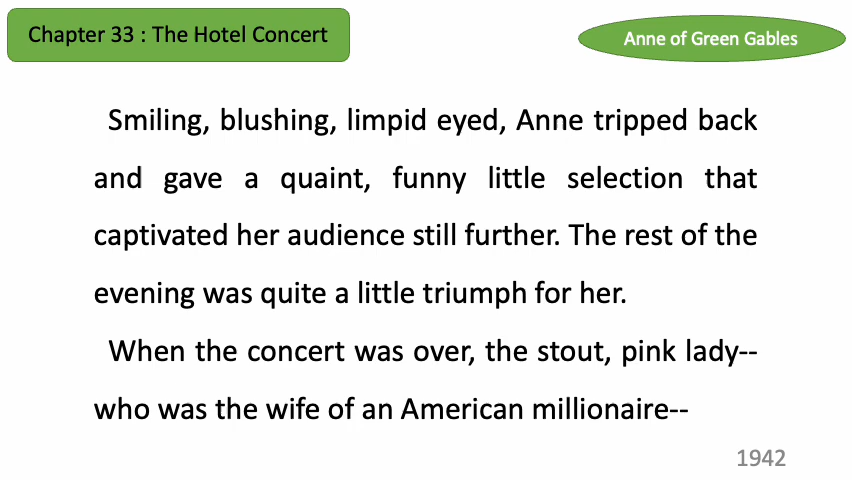 Chapter 33 : The Hotel Concert
Anne of Green Gables
Smiling, blushing, limpid eyed, Anne tripped back
and gave a quaint, funny little selection that
captivated her audience still further. The rest of the
evening was quite a little triumph for her.
When the concert was over, the stout, pink lady--
who was the wife of an American millionaire--
1942